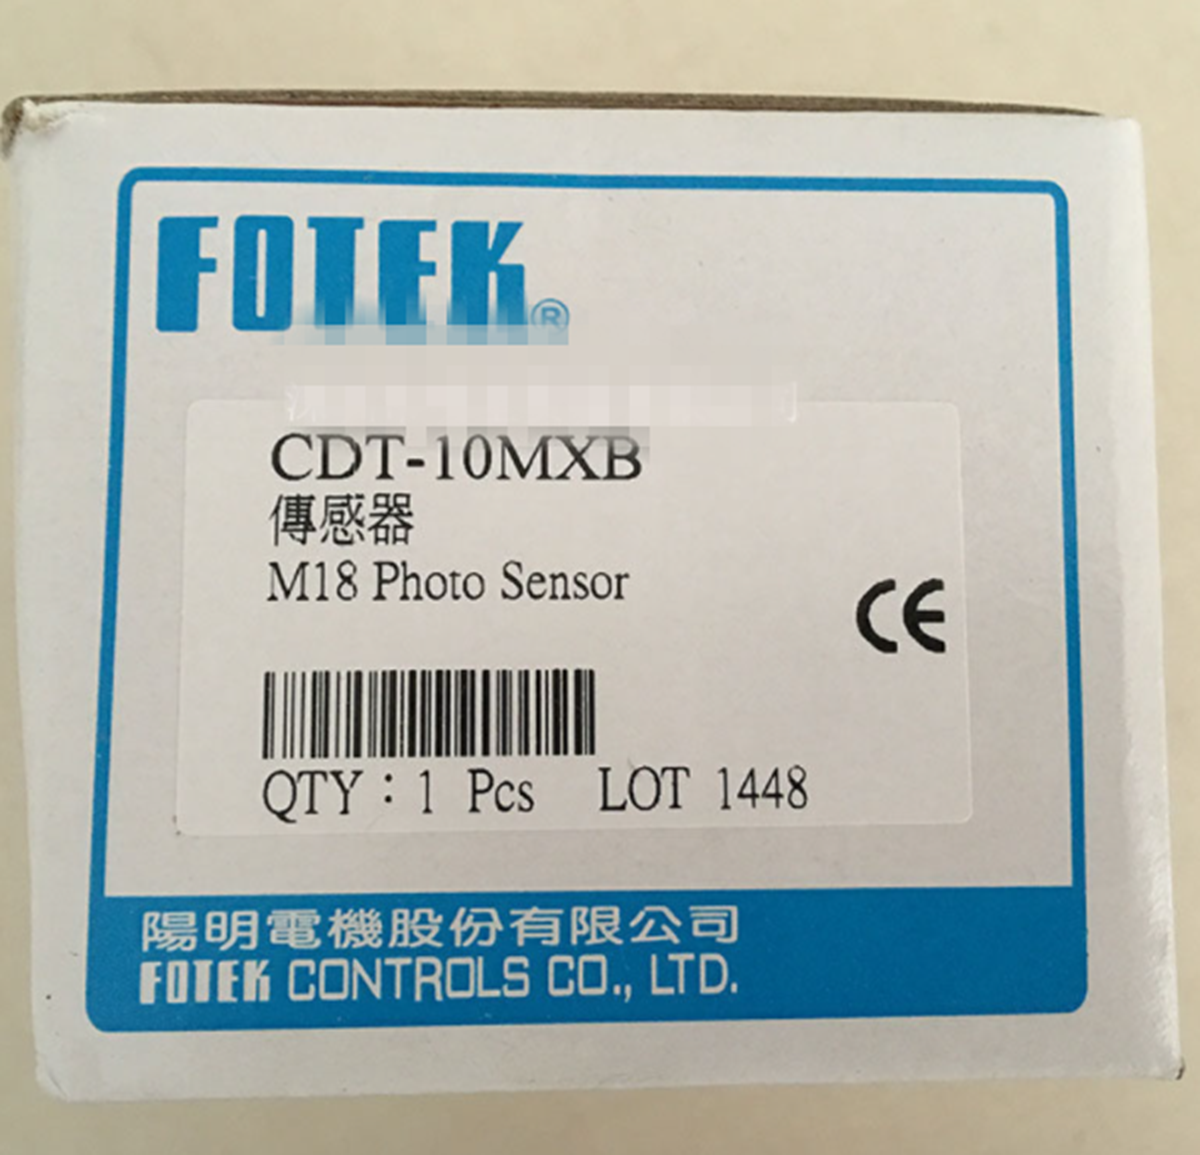 FOTEK®
CDT-10MXB
傳感器
M18 Photo Sensor
CE
QTY：1 Pcs LOT 1448
陽明電機股份有限公司
FOTEK CONTROLS CO., LTD.